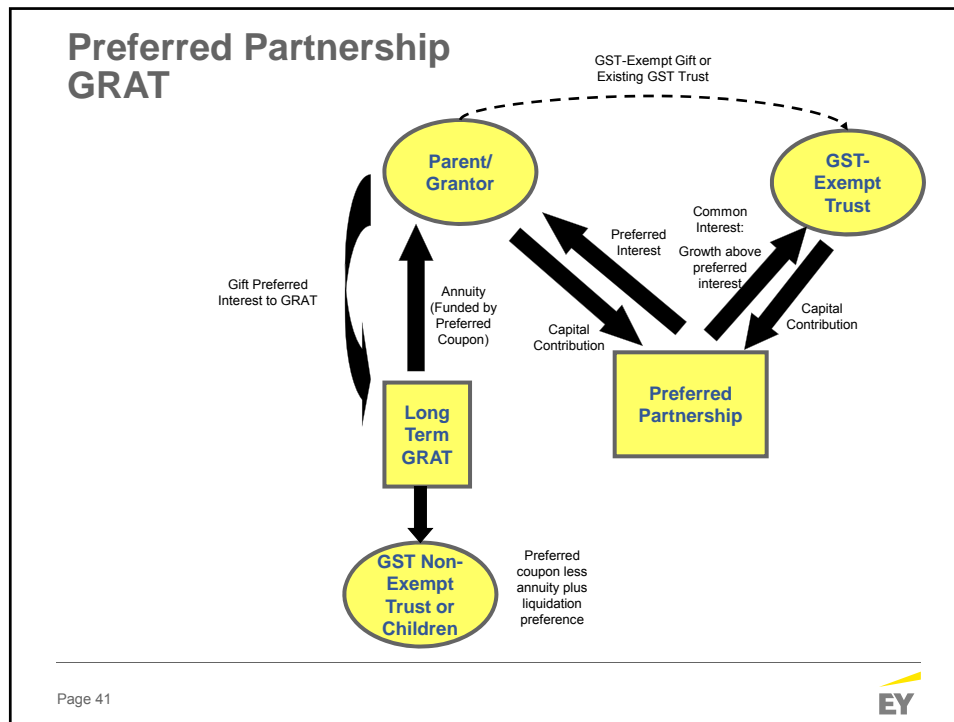 Preferred Partnership
GRAT
GST-Exempt Gift or
Existing GST Trust
Parent/
Grantor
GST-
Exempt
Trust
Common
Interest:
Growth above
preferred
interest
Preferred
Interest
Gift Preferred
Interest to GRAT
Annuity
(Funded by
Preferred
Coupon)
Capital
Contribution
Capital
Contribution
Preferred
Partnership
Long
Term
GRAT
GST Non-
Exempt
Trust or
Children
Preferred
coupon less
annuity plus
liquidation
preference
Page 41
EY